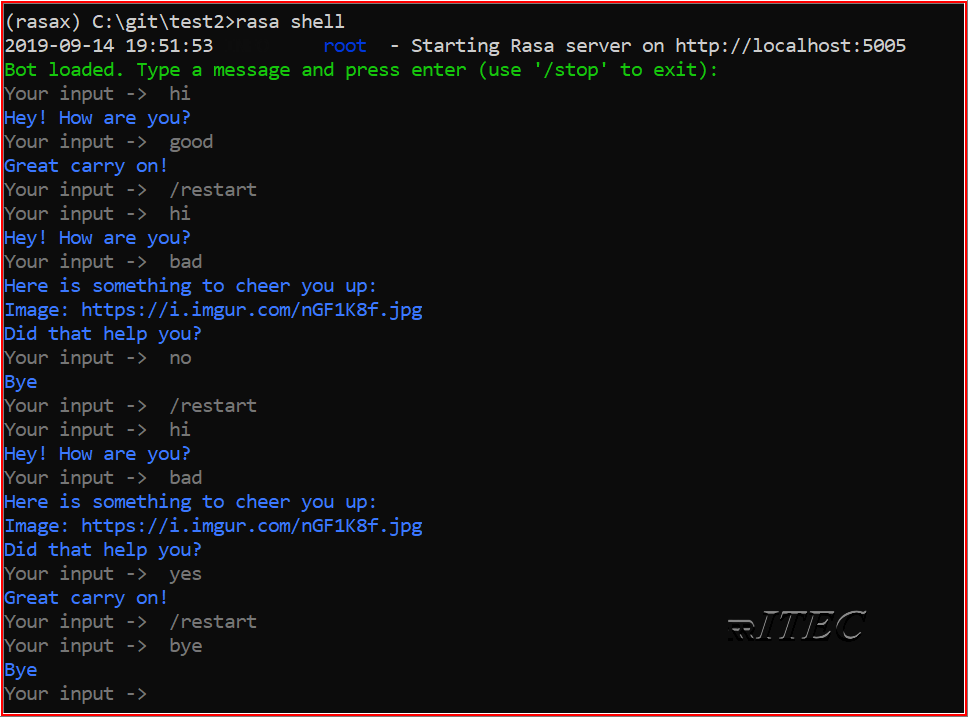 (rasax) C:\git\test2>rasa shell
2019-09-14 19:51:53          root  - Starting Rasa server on http://localhost:5005
Bot loaded. Type a message and press enter (use '/stop' to exit):
Your input ->  hi
Hey! How are you?
Your input ->  good
Great carry on!
Your input ->  /restart
Your input ->  hi
Hey! How are you?
Your input ->  bad
Here is something to cheer you up:
Image: https://i.imgur.com/nGF1K8f.jpg
Did that help you?
Your input ->  no
Bye
Your input ->  /restart
Your input ->  hi
Hey! How are you?
Your input ->  bad
Here is something to cheer you up:
Image: https://i.imgur.com/nGF1K8f.jpg
Did that help you?
Your input ->  yes
Great carry on!
Your input ->  /restart
ITEC
Your input ->  bye
Bye
Your input ->